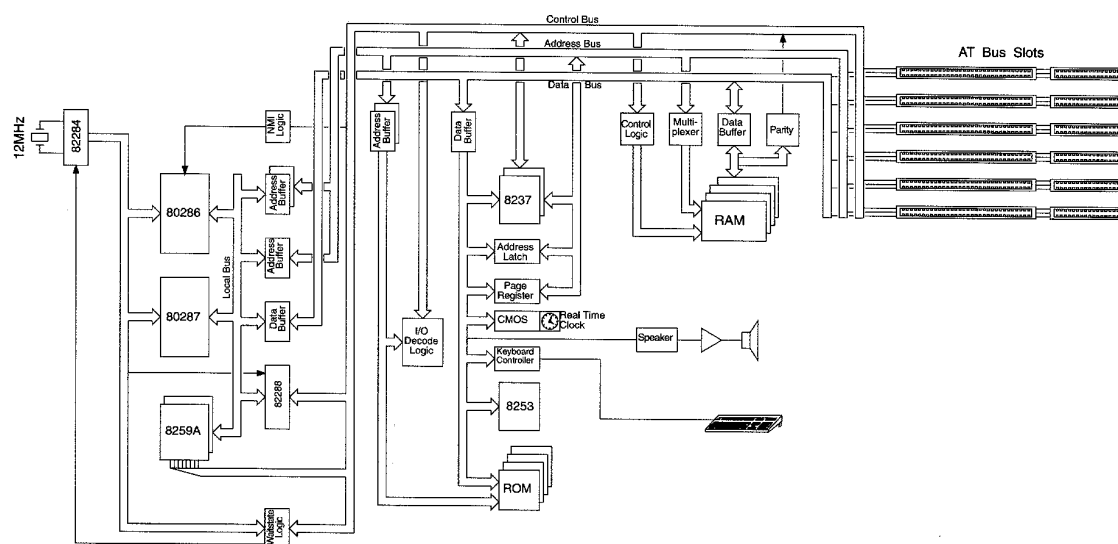 Control Bus
Address Bus
Data Bus
AT Bus Slots
12MHz
82284
NMI
Logic
Address
Buffer
Data
Buffer
Control
Logic
Multi-
plexer
Data
Buffer
Parity
80286
Address
Buffer
8237
RAM
Local Bus
Address
Buffer
Address
Latch
80287
Data
Buffer
Page
Register
I/O
Decode
Logic
CMOS
Real Time
Clock
Speaker
Keyboard
Controller
82288
8259A
8253
ROM
Waitstate
Logic